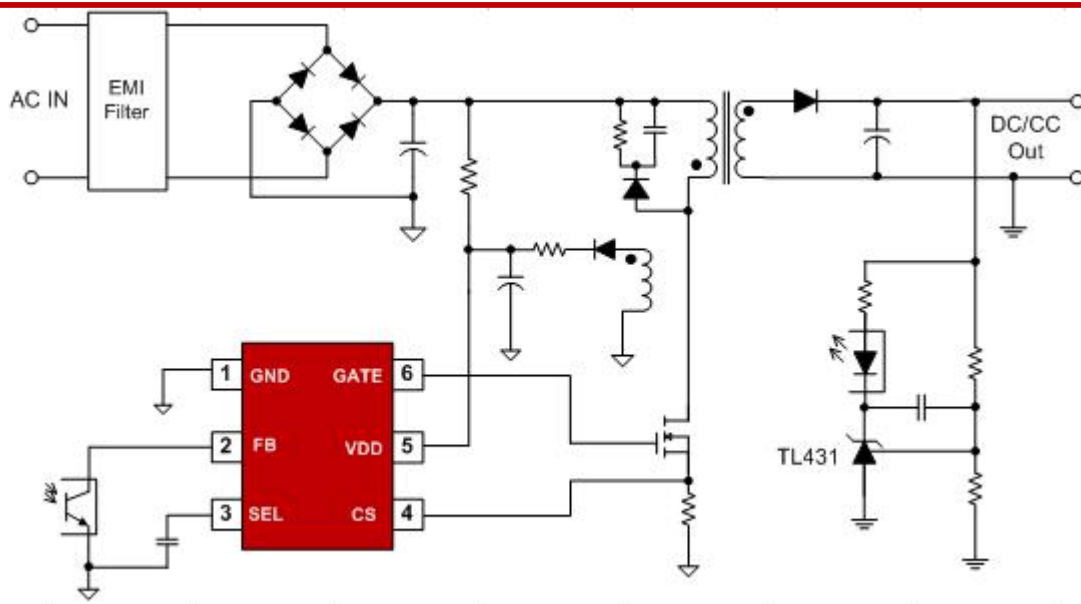 AC IN
EMI
Filter
DC/CC
Out
1 GND
GATE 6
2 FB
VDD 5
3 SEL
CS 4
TL431